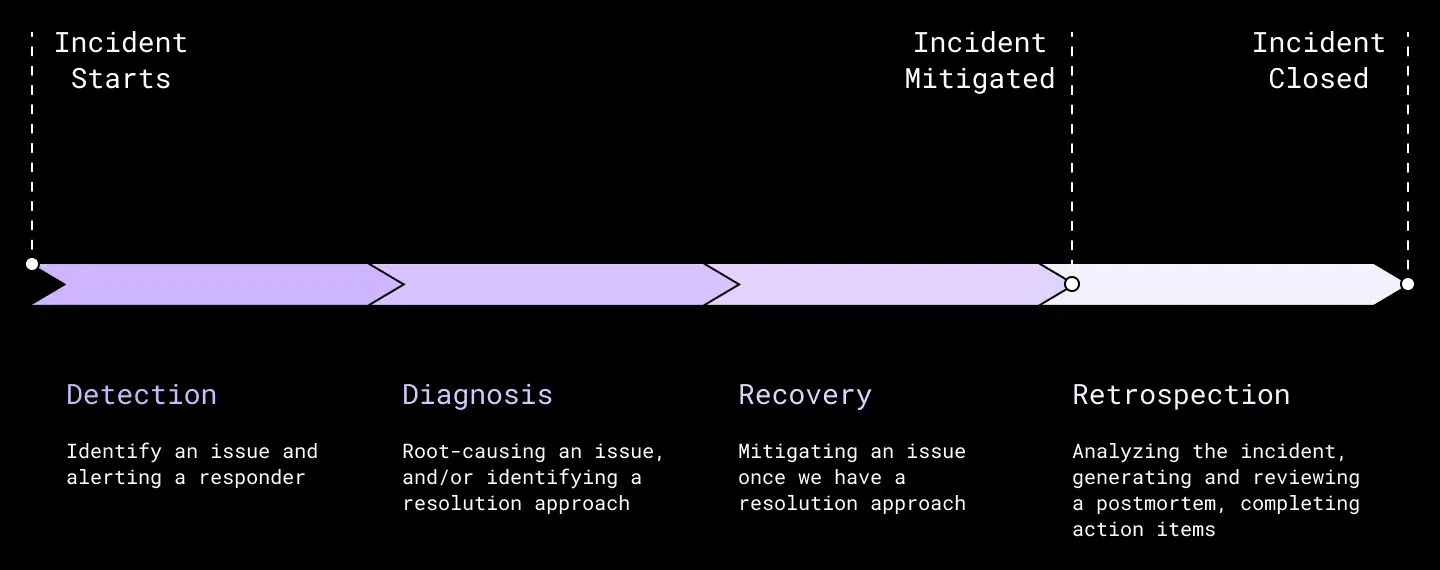 Incident
Starts
Incident
Mitigated
Incident
Closed
Detection
Identify an issue and
alerting a responder
Diagnosis
Root-causing an issue,
and/or identifying a
resolution approach
Recovery
Mitigating an issue
once we have a
resolution approach
Retrospection
Analyzing the incident,
generating and reviewing
a postmortem, completing
action items